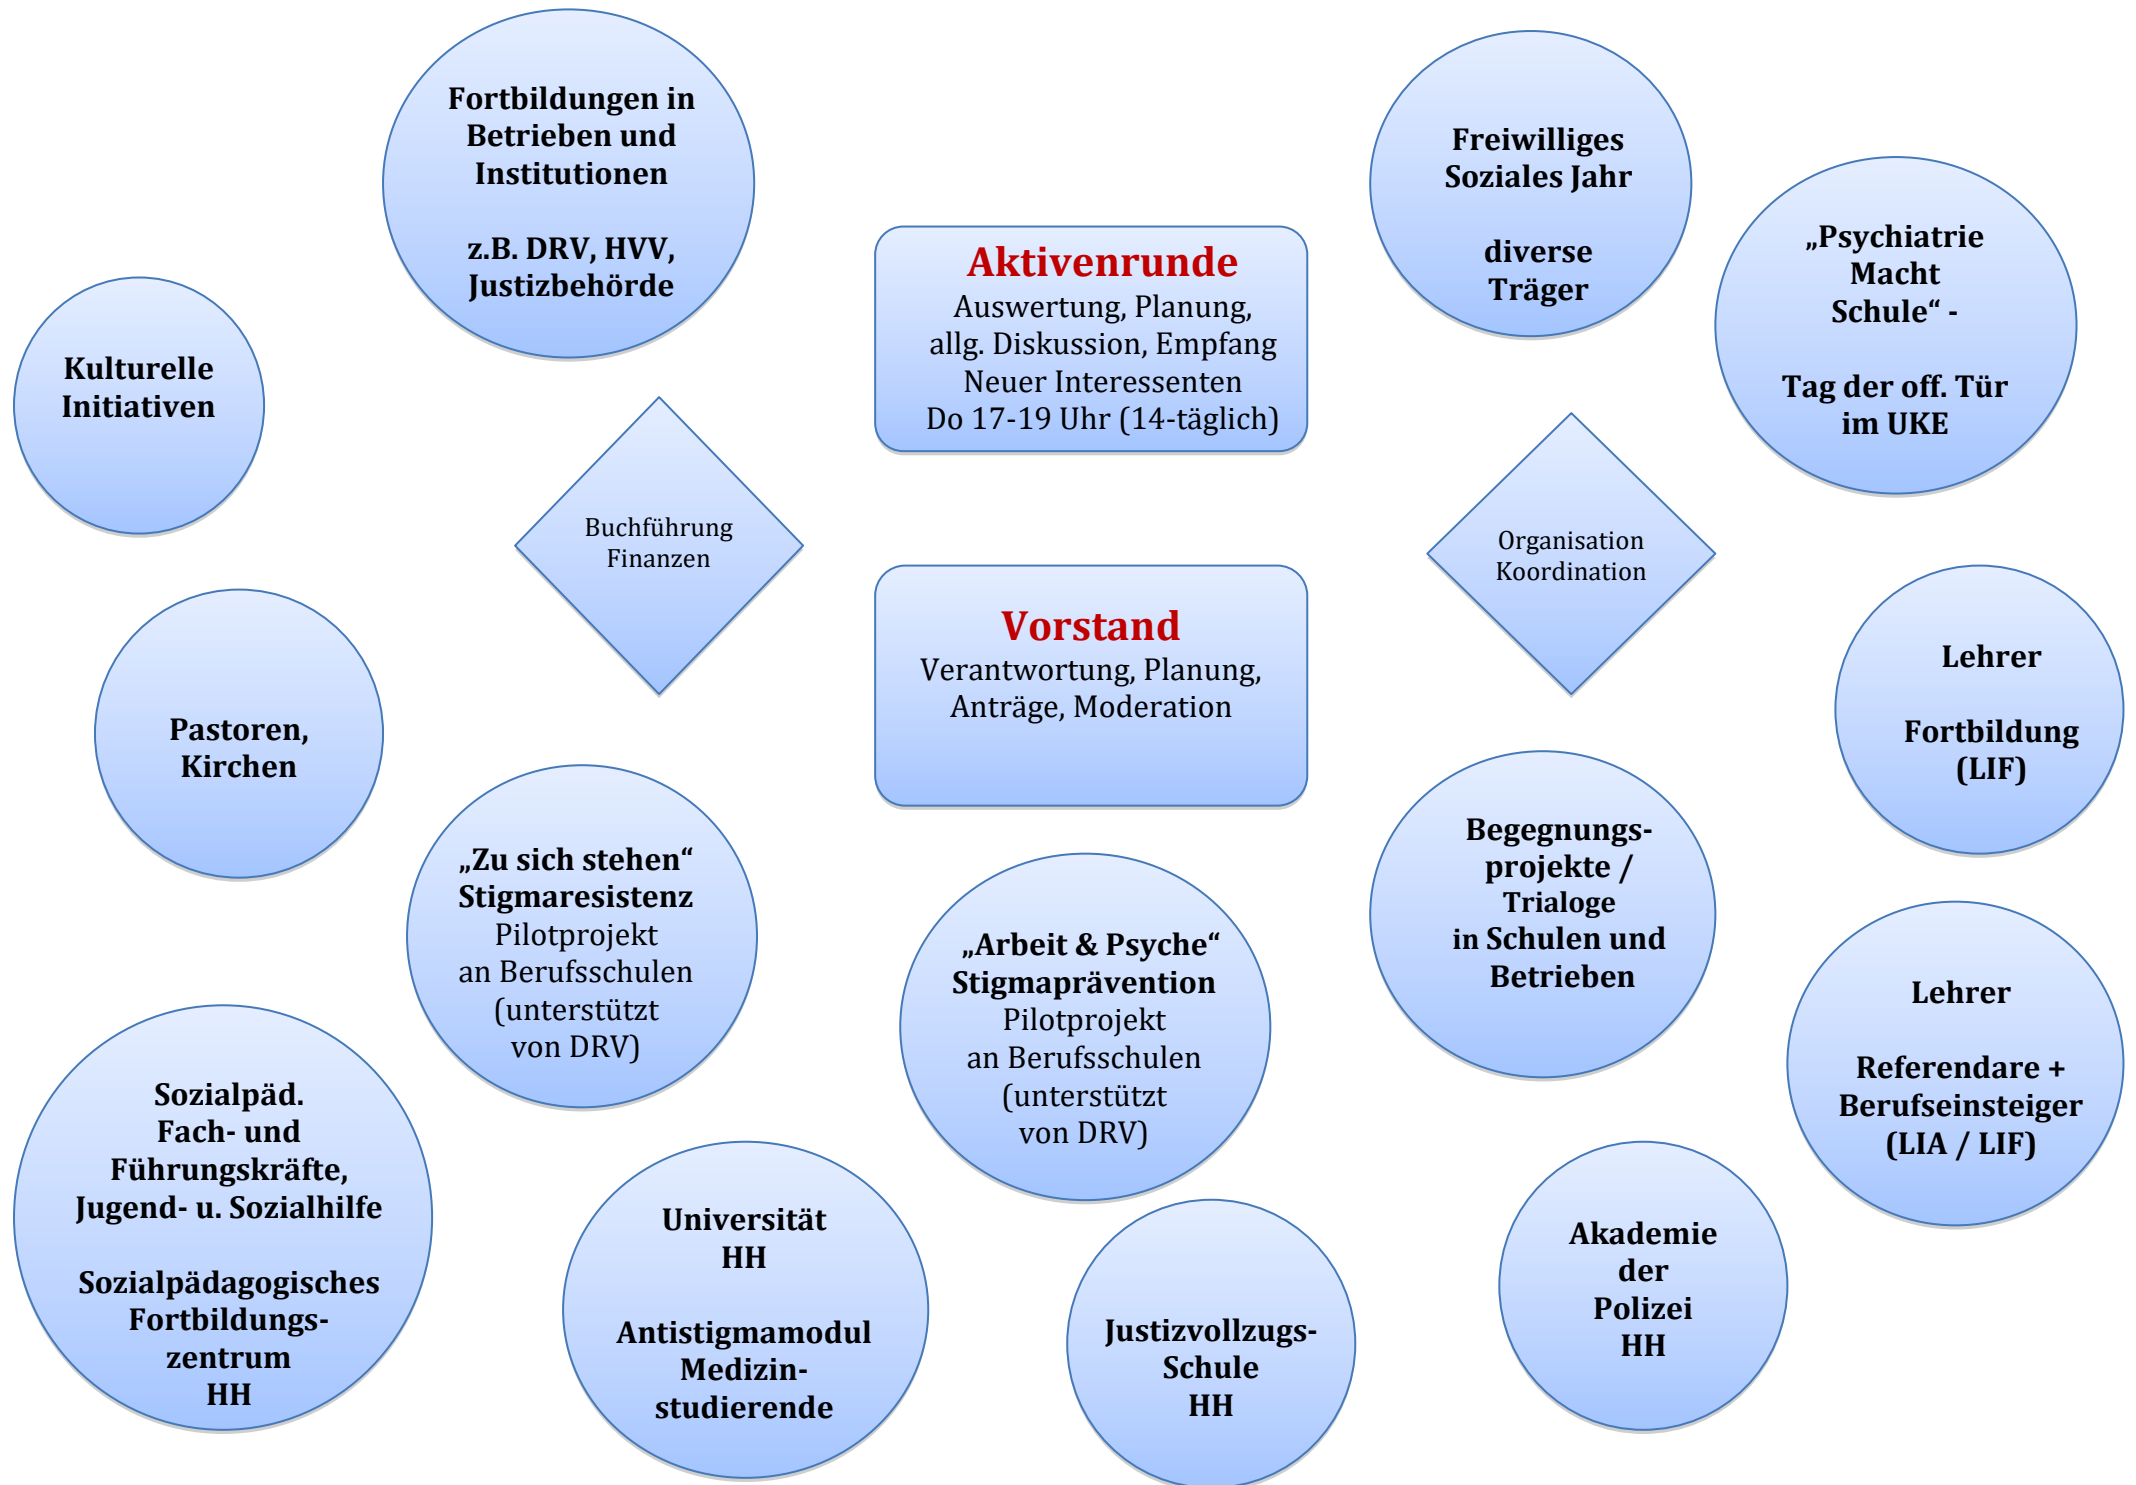 Fortbildungen in
Betrieben und
Institutionen
z.B. DRV, HVV,
Justizbehörde
Freiwilliges
Soziales Jahr
diverse
Träger
„Psychiatrie
Macht
Schule“ -
Tag der off. Tür
im UKE
Aktivenrunde
Auswertung, Planung,
allg. Diskussion, Empfang
Neuer Interessenten
Do 17-19 Uhr (14-täglich)
Kulturelle
Initiativen
Buchführung
Finanzen
Organisation
Koordination
Vorstand
Verantwortung, Planung,
Anträge, Moderation
Lehrer
Fortbildung
(LIF)
Pastoren,
Kirchen
„Zu sich stehen“
Stigmaresistenz
Pilotprojekt
an Berufsschulen
(unterstützt
von DRV)
„Arbeit & Psyche“
Stigmaprävention
Pilotprojekt
an Berufsschulen
(unterstützt
von DRV)
Begegnungs-
projekte /
Trialoge
in Schulen und
Betrieben
Lehrer
Referendare +
Berufseinsteiger
(LIA / LIF)
Sozialpäd.
Fach- und
Führungskräfte,
Jugend- u. Sozialhilfe
Sozialpädagogisches
Fortbildungs-
zentrum
HH
Universität
HH
Antistigmamodul
Medizin-
studierende
Justizvollzugs-
Schule
HH
Akademie
der
Polizei
HH